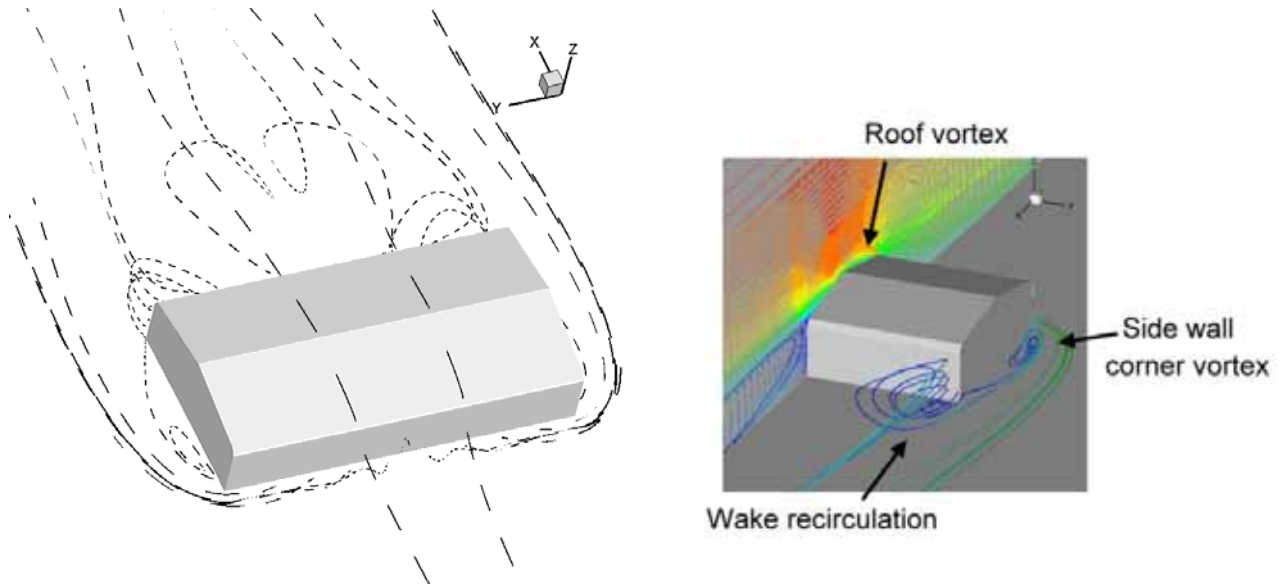 X
Z
Y
Roof vortex
Side wall
corner vortex
Wake recirculation